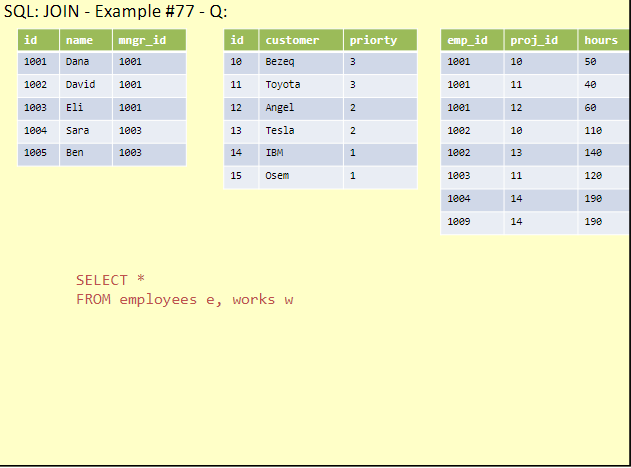 SQL: JOIN - Example #77 - Q:
id name mngr_id
1001 Dana 1001
1002 David 1001
1003 Eli 1001
1004 Sara 1003
1005 Ben 1003
id customer priorty
10 Bezeq 3
11 Toyota 3
12 Angel 2
13 Tesla 2
14 IBM 1
15 Osem 1
emp_id proj_id hours
1001 10 50
1001 11 40
1001 12 60
1002 10 110
1002 13 140
1003 11 120
1004 14 190
1009 14 190
SELECT *
FROM employees e, works w